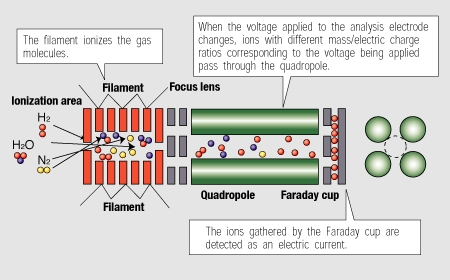 The filament ionizes the gas
molecules.
When the voltage applied to the analysis electrode
changes, ions with different mass/electric charge
ratios corresponding to the voltage being applied
pass through the quadropole.
Filament
Focus lens
Ionization area
H2
H2O
N2
Filament
Quadropole
Faraday cup
The ions gathered by the Faraday cup are
detected as an electric current.